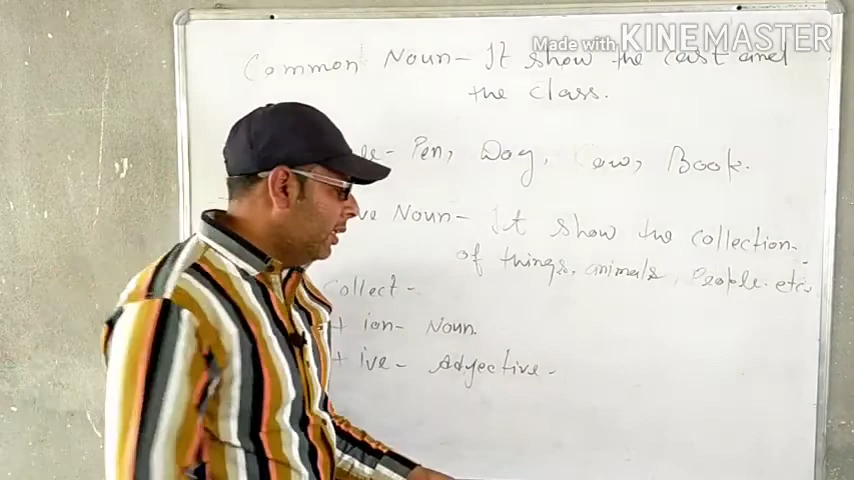 Made with KINEMASTER
Common Noun- It show the cast and
the class.
Pen, Dog, Cow, Book.
Noun- It show the collection
of things, animals, People. etc.
Collect-
+ ion- Noun.
+ ive- Adjective-